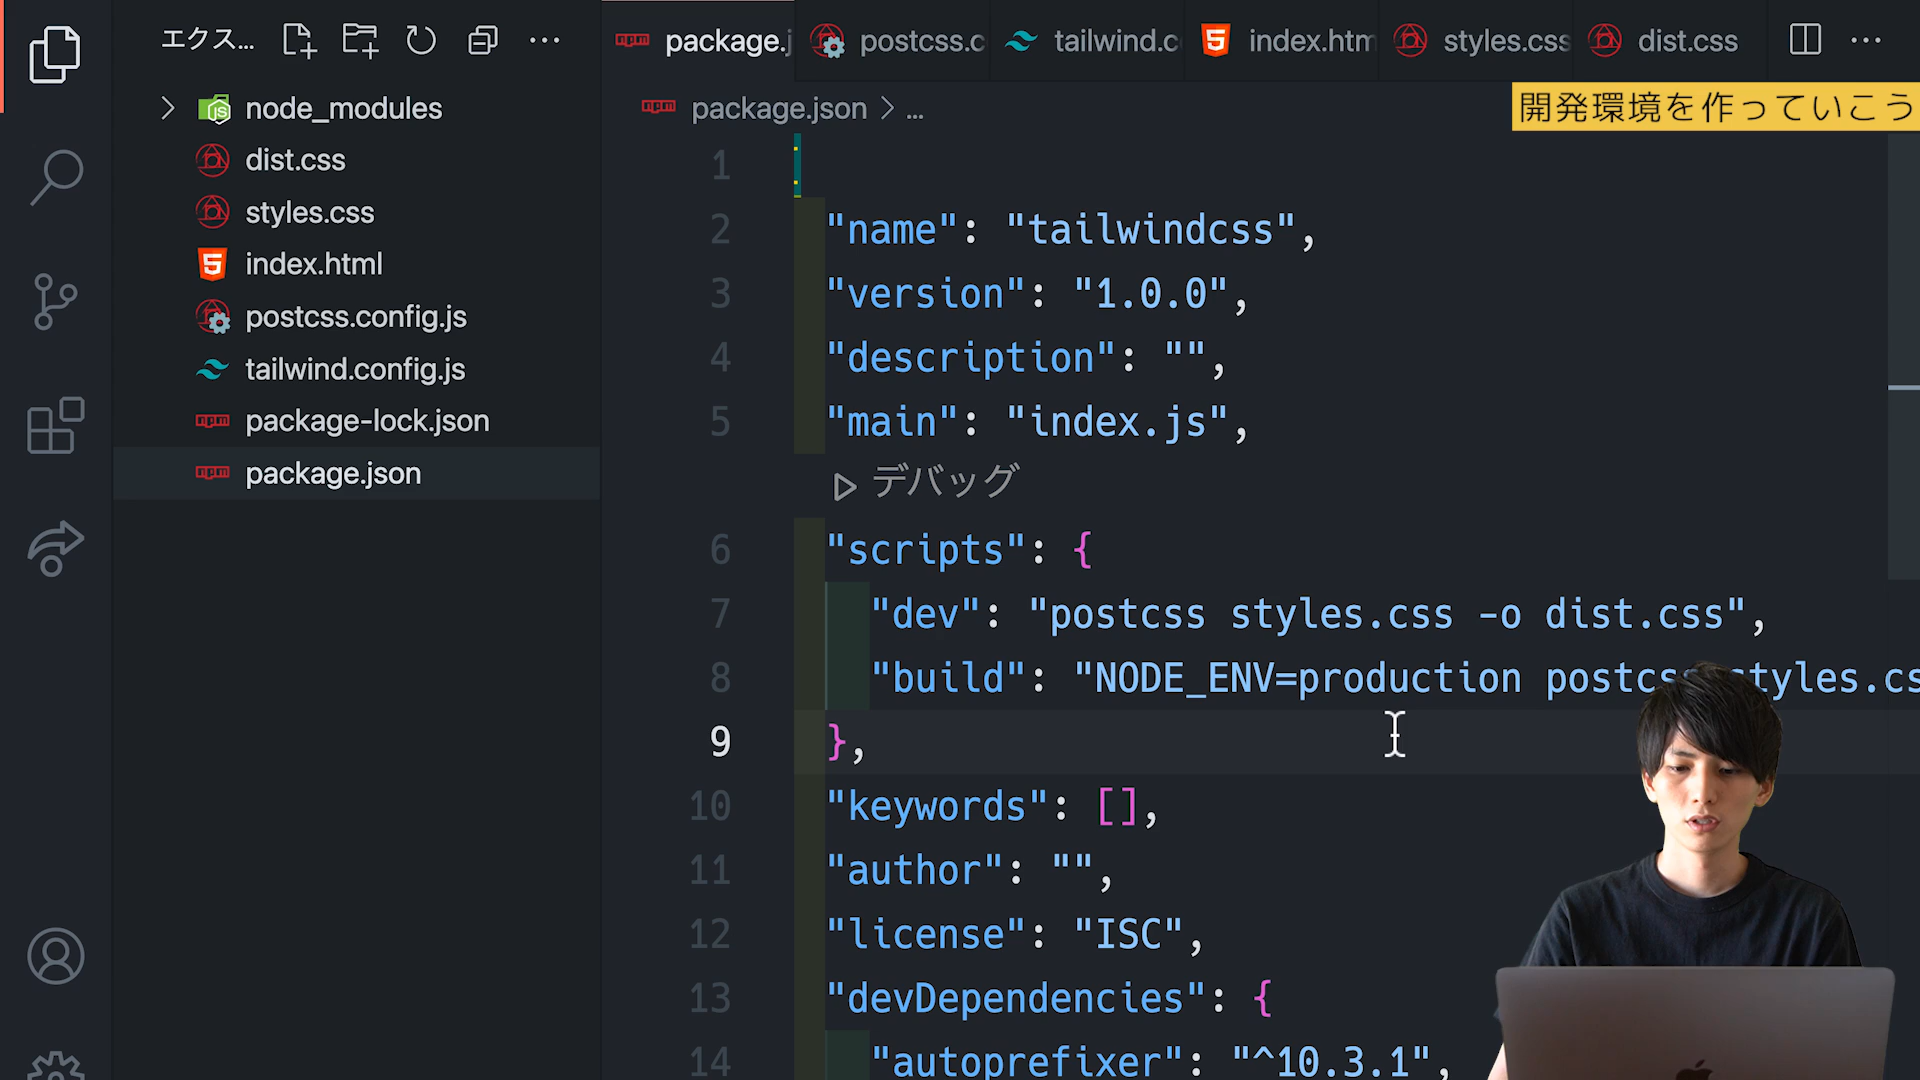 エクス...
node_modules
dist.css
styles.css
index.html
postcss.config.js
tailwind.config.js
package-lock.json
package.json
package.j
postcss.c
tailwind.c
index.htm
styles.css
dist.css
package.json > ...
開発環境を作っていこう
1
2 "name": "tailwindcss",
3 "version": "1.0.0",
4 "description": "",
5 "main": "index.js",
デバッグ
6 "scripts": {
7 "dev": "postcss styles.css -o dist.css",
8 "build": "NODE_ENV=production postcss styles.cs
9 },
10 "keywords": [],
11 "author": "",
12 "license": "ISC",
13 "devDependencies": {
14 "autoprefixer": "^10.3.1",